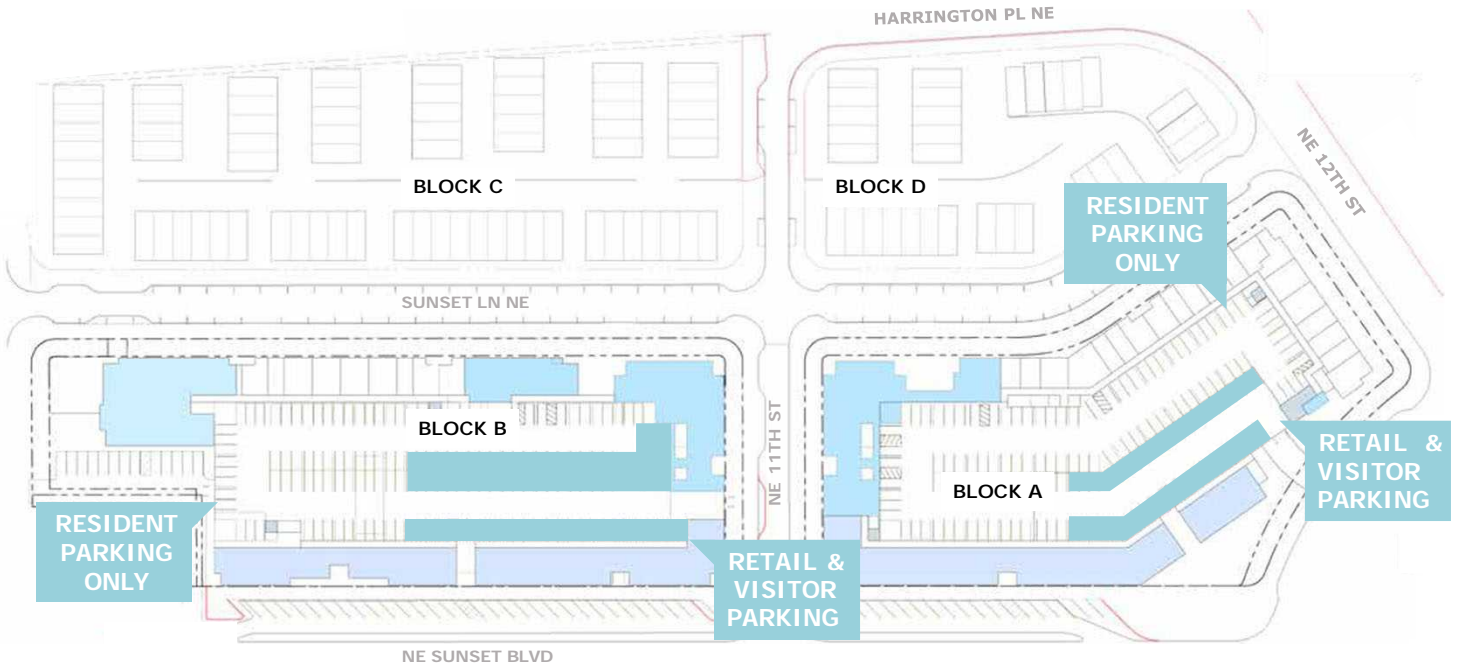 HARRINGTON PL NE
NE 12TH ST
BLOCK C
BLOCK D
RESIDENT
PARKING
ONLY
SUNSET LN NE
BLOCK B
NE 11TH ST
BLOCK A
RETAIL &
VISITOR
PARKING
RESIDENT
PARKING
ONLY
RETAIL &
VISITOR
PARKING
NE SUNSET BLVD